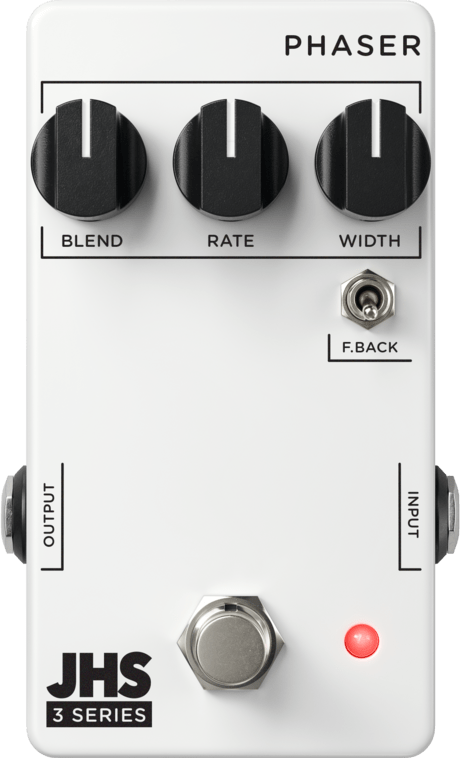 PHASER
BLEND RATE WIDTH
F.BACK
OUTPUT
INPUT
JHS
3 SERIES